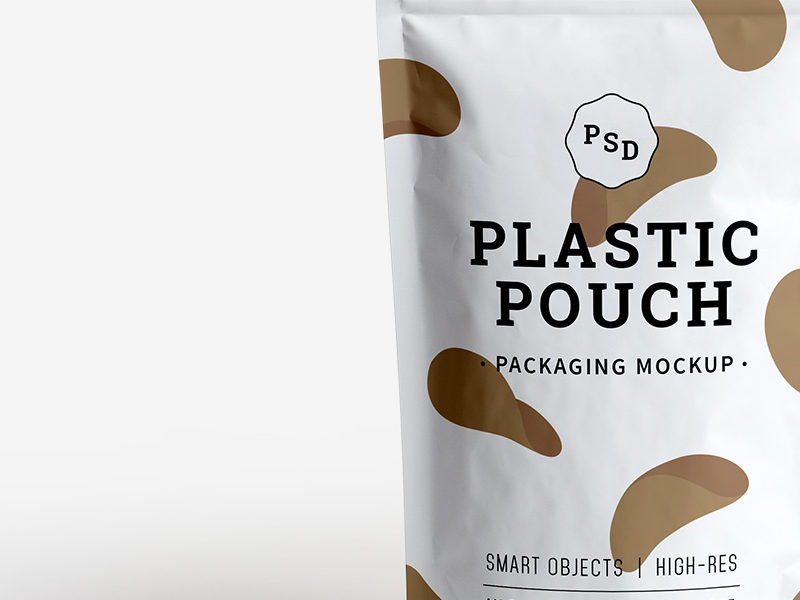 PSD
PLASTIC
POUCH
• PACKAGING MOCKUP •
SMART OBJECTS | HIGH-RES